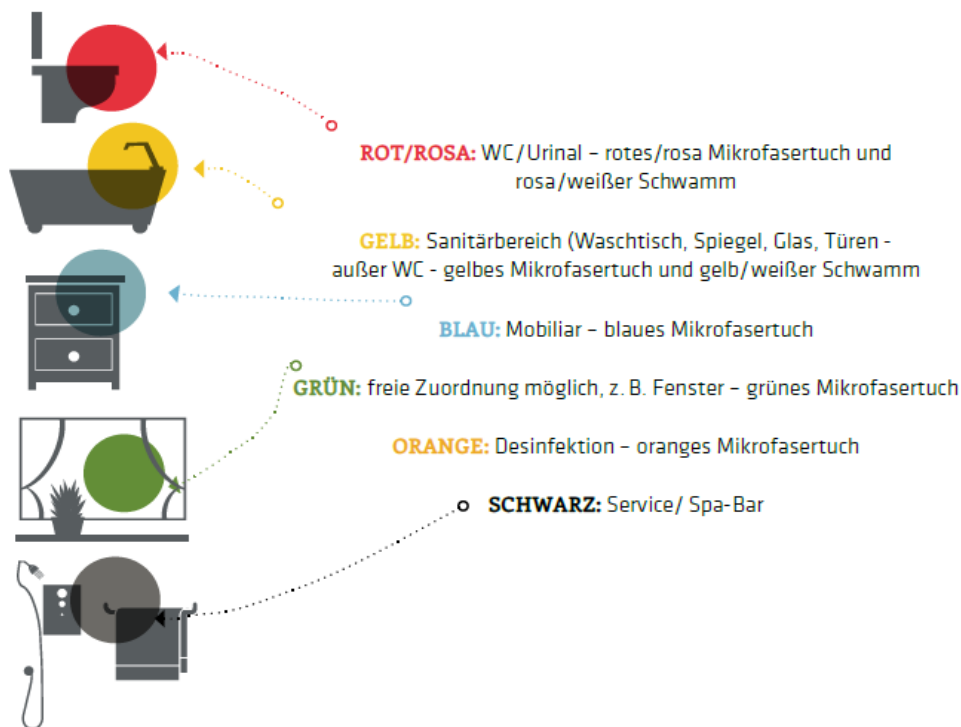 ROT/ROSA: WC/Urinal – rotes/rosa Mikrofasertuch und
rosa/weißer Schwamm
GELB: Sanitärbereich (Waschtisch, Spiegel, Glas, Türen -
außer WC - gelbes Mikrofasertuch und gelb/weißer Schwamm
BLAU: Mobiliar – blaues Mikrofasertuch
GRÜN: freie Zuordnung möglich, z. B. Fenster – grünes Mikrofasertuch
ORANGE: Desinfektion – oranges Mikrofasertuch
SCHWARZ: Service/ Spa-Bar